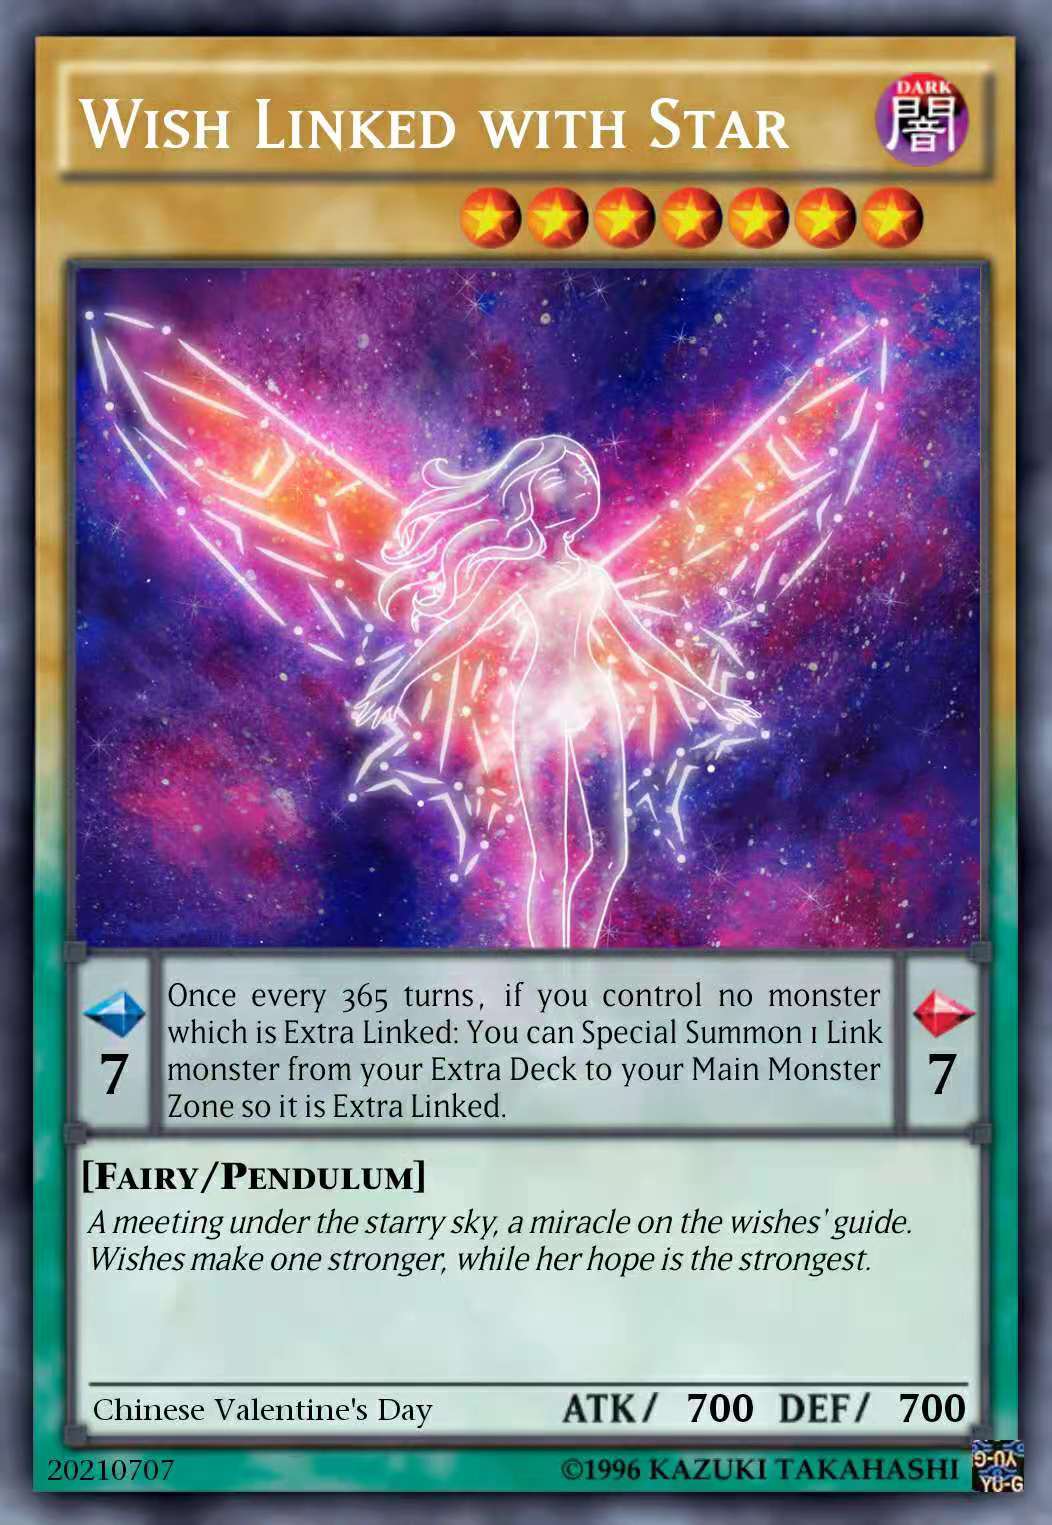 Wish Linked with Star
DARK
闇
Once every 365 turns, if you control no monster
which is Extra Linked: You can Special Summon 1 Link
monster from your Extra Deck to your Main Monster
Zone so it is Extra Linked.
7
7
[Fairy/Pendulum]
A meeting under the starry sky, a miracle on the wishes' guide.
Wishes make one stronger, while her hope is the strongest.
Chinese Valentine's Day
ATK/ 700 DEF/ 700
20210707
©1996 KAZUKI TAKAHASHI
YU-G
YU-G